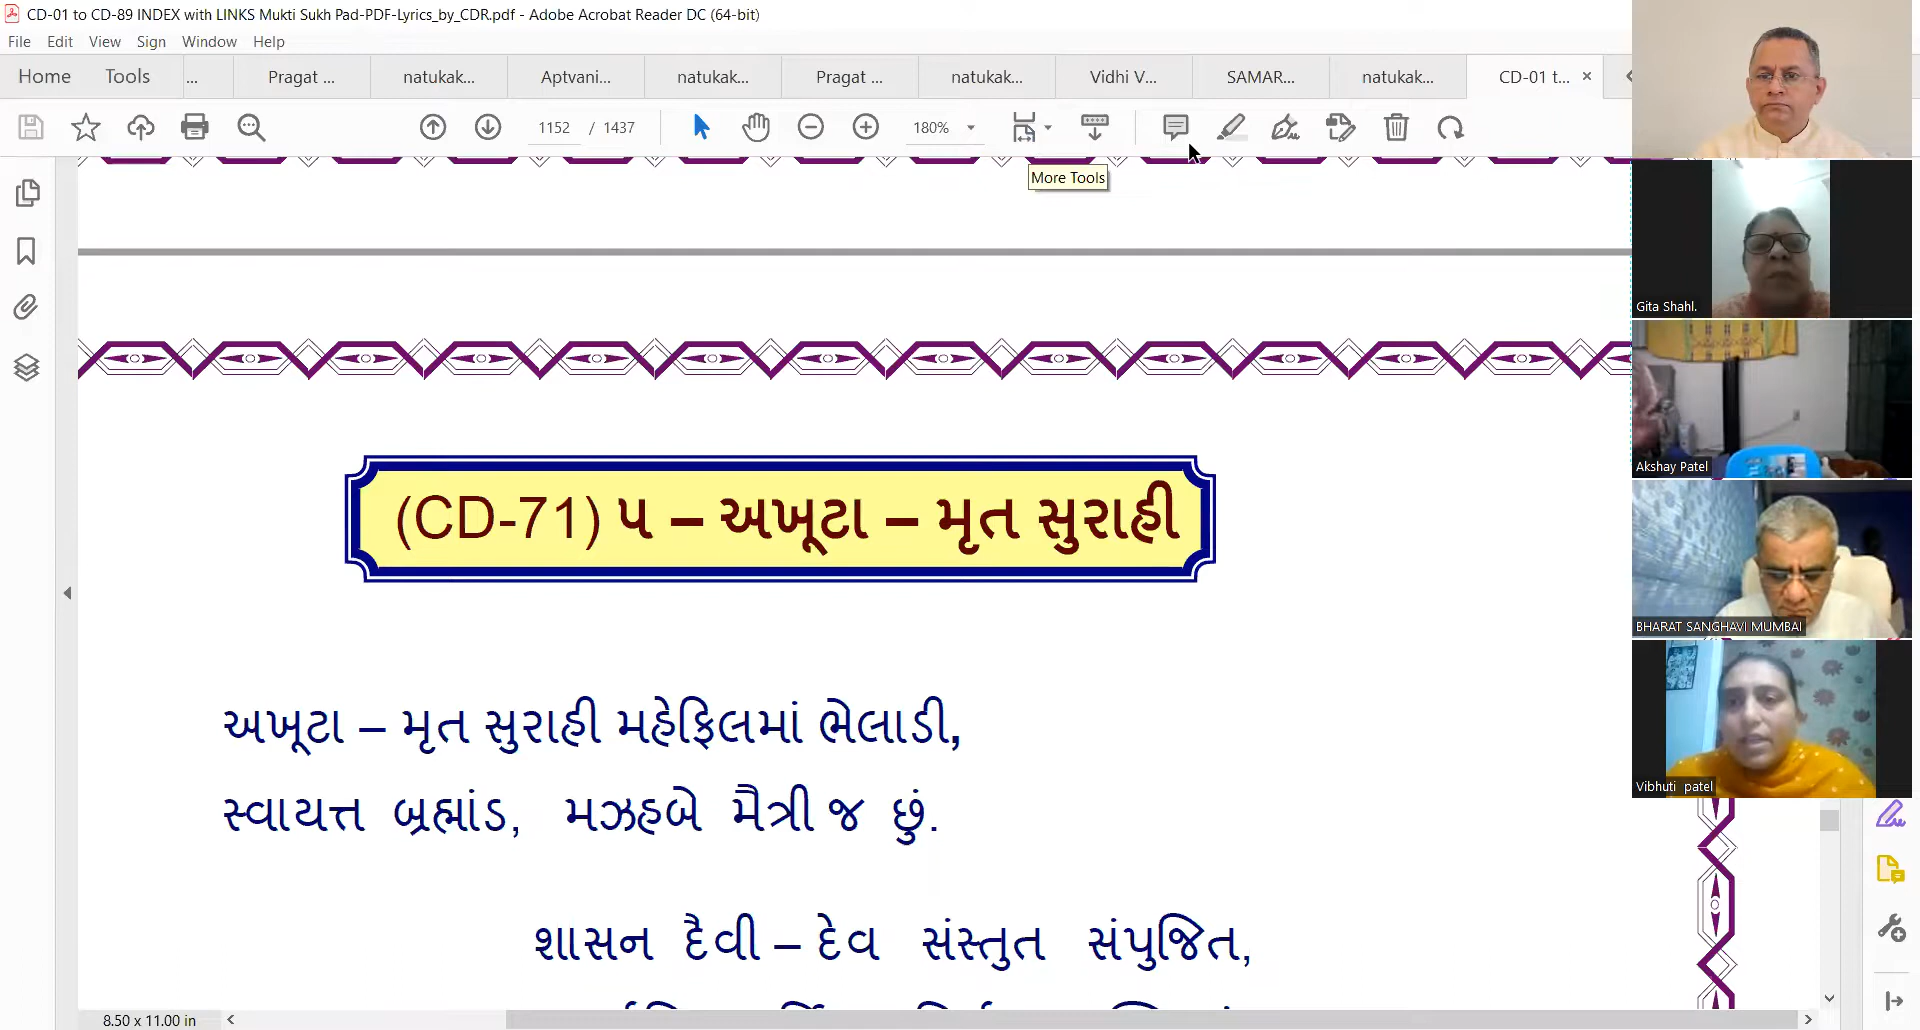 CD-01 to CD-89 INDEX with LINKS Mukti Sukh Pad-PDF-Lyrics_by_CDR.pdf - Adobe Acrobat Reader DC (64-bit)
File Edit View Sign Window Help
Home Tools ... Pragat ... natukak... Aptvani... natukak... Pragat ... natukak... Vidhi V... SAMAR... natukak... CD-01 t... ×
1152 / 1437 180%
More Tools
(CD-71) ૫ – અખૂટા – મૃત સુરાહી
અખૂટા – મૃત સુરાહી મહેફિલમાં ભેલાડી,
સ્વાયત્ત બ્રહ્માંડ, મઝહબે મૈત્રી જ છું.
શાસન દૈવી – દેવ સંસ્તુત સંપુજિત,
8.50 x 11.00 in
Gita Shahl.
Akshay Patel
BHARAT SANGHAVI MUMBAI
Vibhuti patel